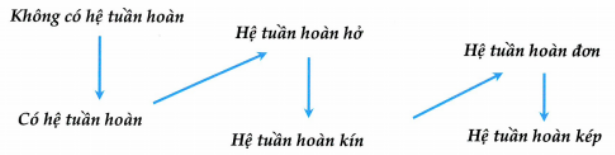 Không có hệ tuần hoàn
Có hệ tuần hoàn
Hệ tuần hoàn hở
Hệ tuần hoàn kín
Hệ tuần hoàn đơn
Hệ tuần hoàn kép